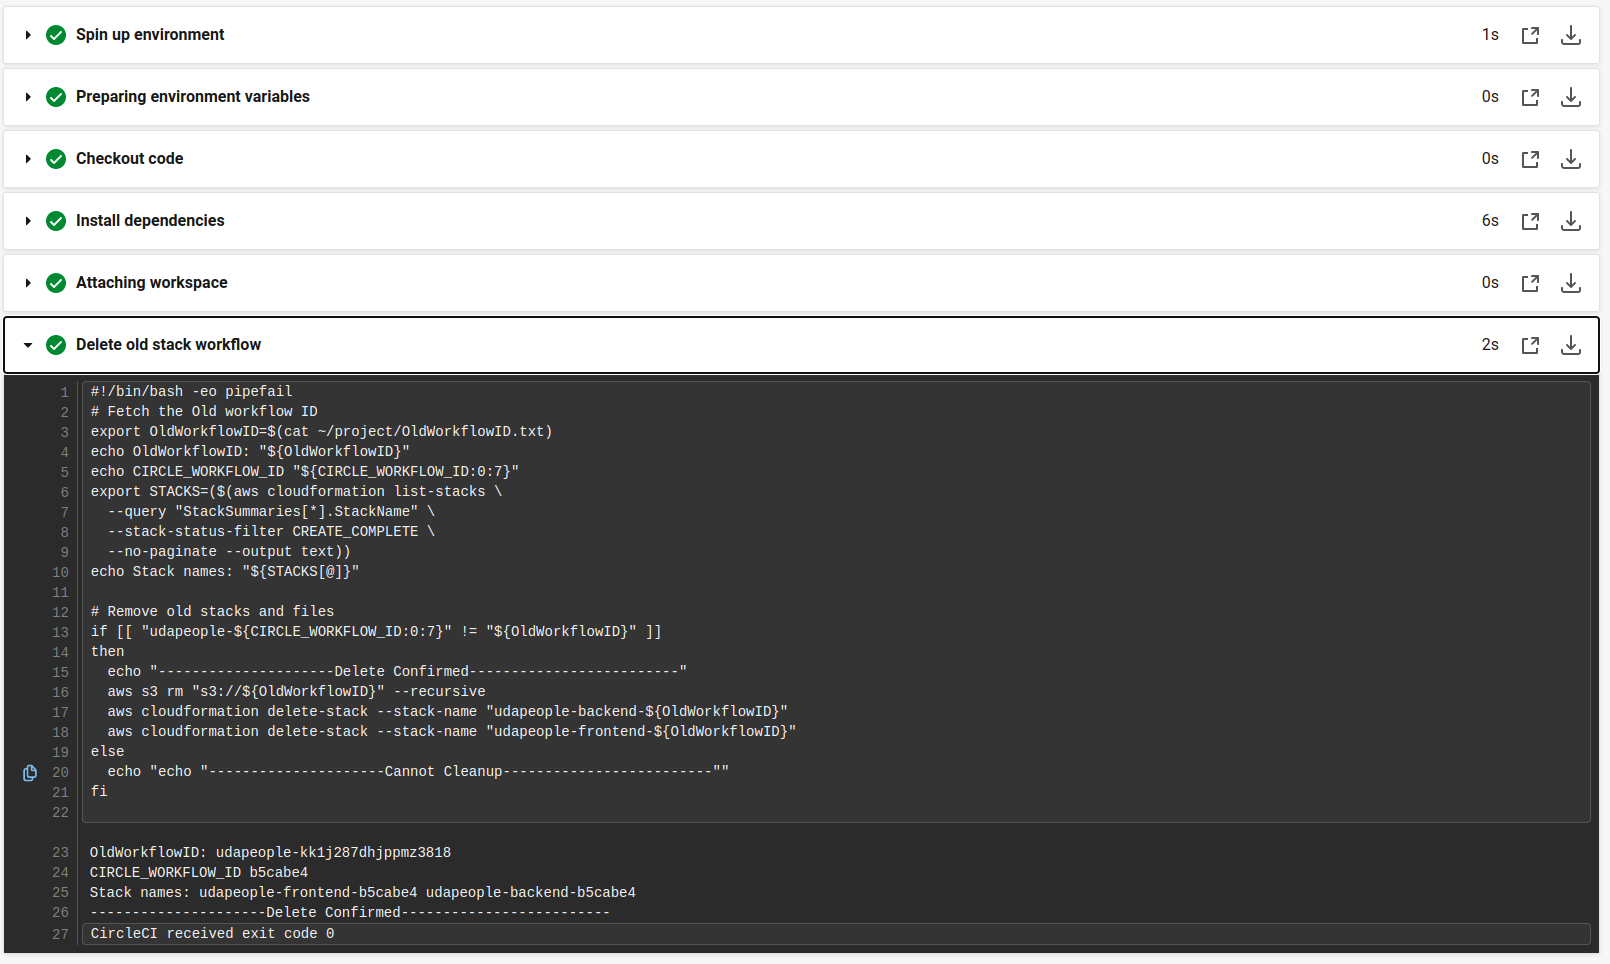 Spin up environment 1s
Preparing environment variables 0s
Checkout code 0s
Install dependencies 6s
Attaching workspace 0s
Delete old stack workflow 2s
1 #!/bin/bash -eo pipefail
2 # Fetch the Old workflow ID
3 export OldWorkflowID=$(cat ~/project/OldWorkflowID.txt)
4 echo OldWorkflowID: "${OldWorkflowID}"
5 echo CIRCLE_WORKFLOW_ID "${CIRCLE_WORKFLOW_ID:0:7}"
6 export STACKS=($(aws cloudformation list-stacks \
7   --query "StackSummaries[*].StackName" \
8   --stack-status-filter CREATE_COMPLETE \
9   --no-paginate --output text))
10 echo Stack names: "${STACKS[@]}"
11
12 # Remove old stacks and files
13 if [[ "udapeople-${CIRCLE_WORKFLOW_ID:0:7}" != "${OldWorkflowID}" ]]
14 then
15   echo "---------------------Delete Confirmed-------------------------"
16   aws s3 rm "s3://${OldWorkflowID}" --recursive
17   aws cloudformation delete-stack --stack-name "udapeople-backend-${OldWorkflowID}"
18   aws cloudformation delete-stack --stack-name "udapeople-frontend-${OldWorkflowID}"
19 else
20   echo "echo "---------------------Cannot Cleanup-------------------------""
21 fi
22
23 OldWorkflowID: udapeople-kk1j287dhjppmz3818
24 CIRCLE_WORKFLOW_ID b5cabe4
25 Stack names: udapeople-frontend-b5cabe4 udapeople-backend-b5cabe4
26 ---------------------Delete Confirmed-------------------------
27 CircleCI received exit code 0